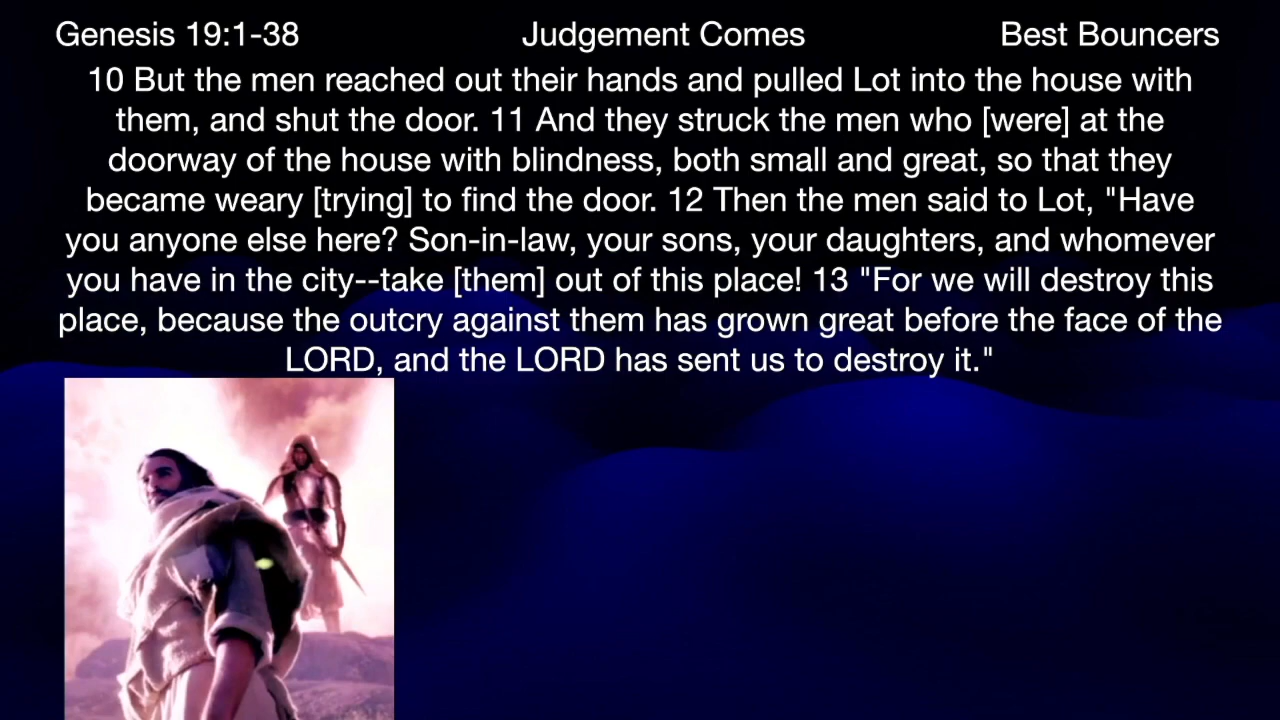 Genesis 19:1-38 Judgement Comes Best Bouncers
10 But the men reached out their hands and pulled Lot into the house with
them, and shut the door. 11 And they struck the men who [were] at the
doorway of the house with blindness, both small and great, so that they
became weary [trying] to find the door. 12 Then the men said to Lot, "Have
you anyone else here? Son-in-law, your sons, your daughters, and whomever
you have in the city--take [them] out of this place! 13 "For we will destroy this
place, because the outcry against them has grown great before the face of the
LORD, and the LORD has sent us to destroy it."